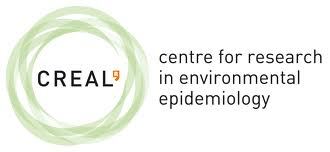 CREAL
centre for research
in environmental
epidemiology